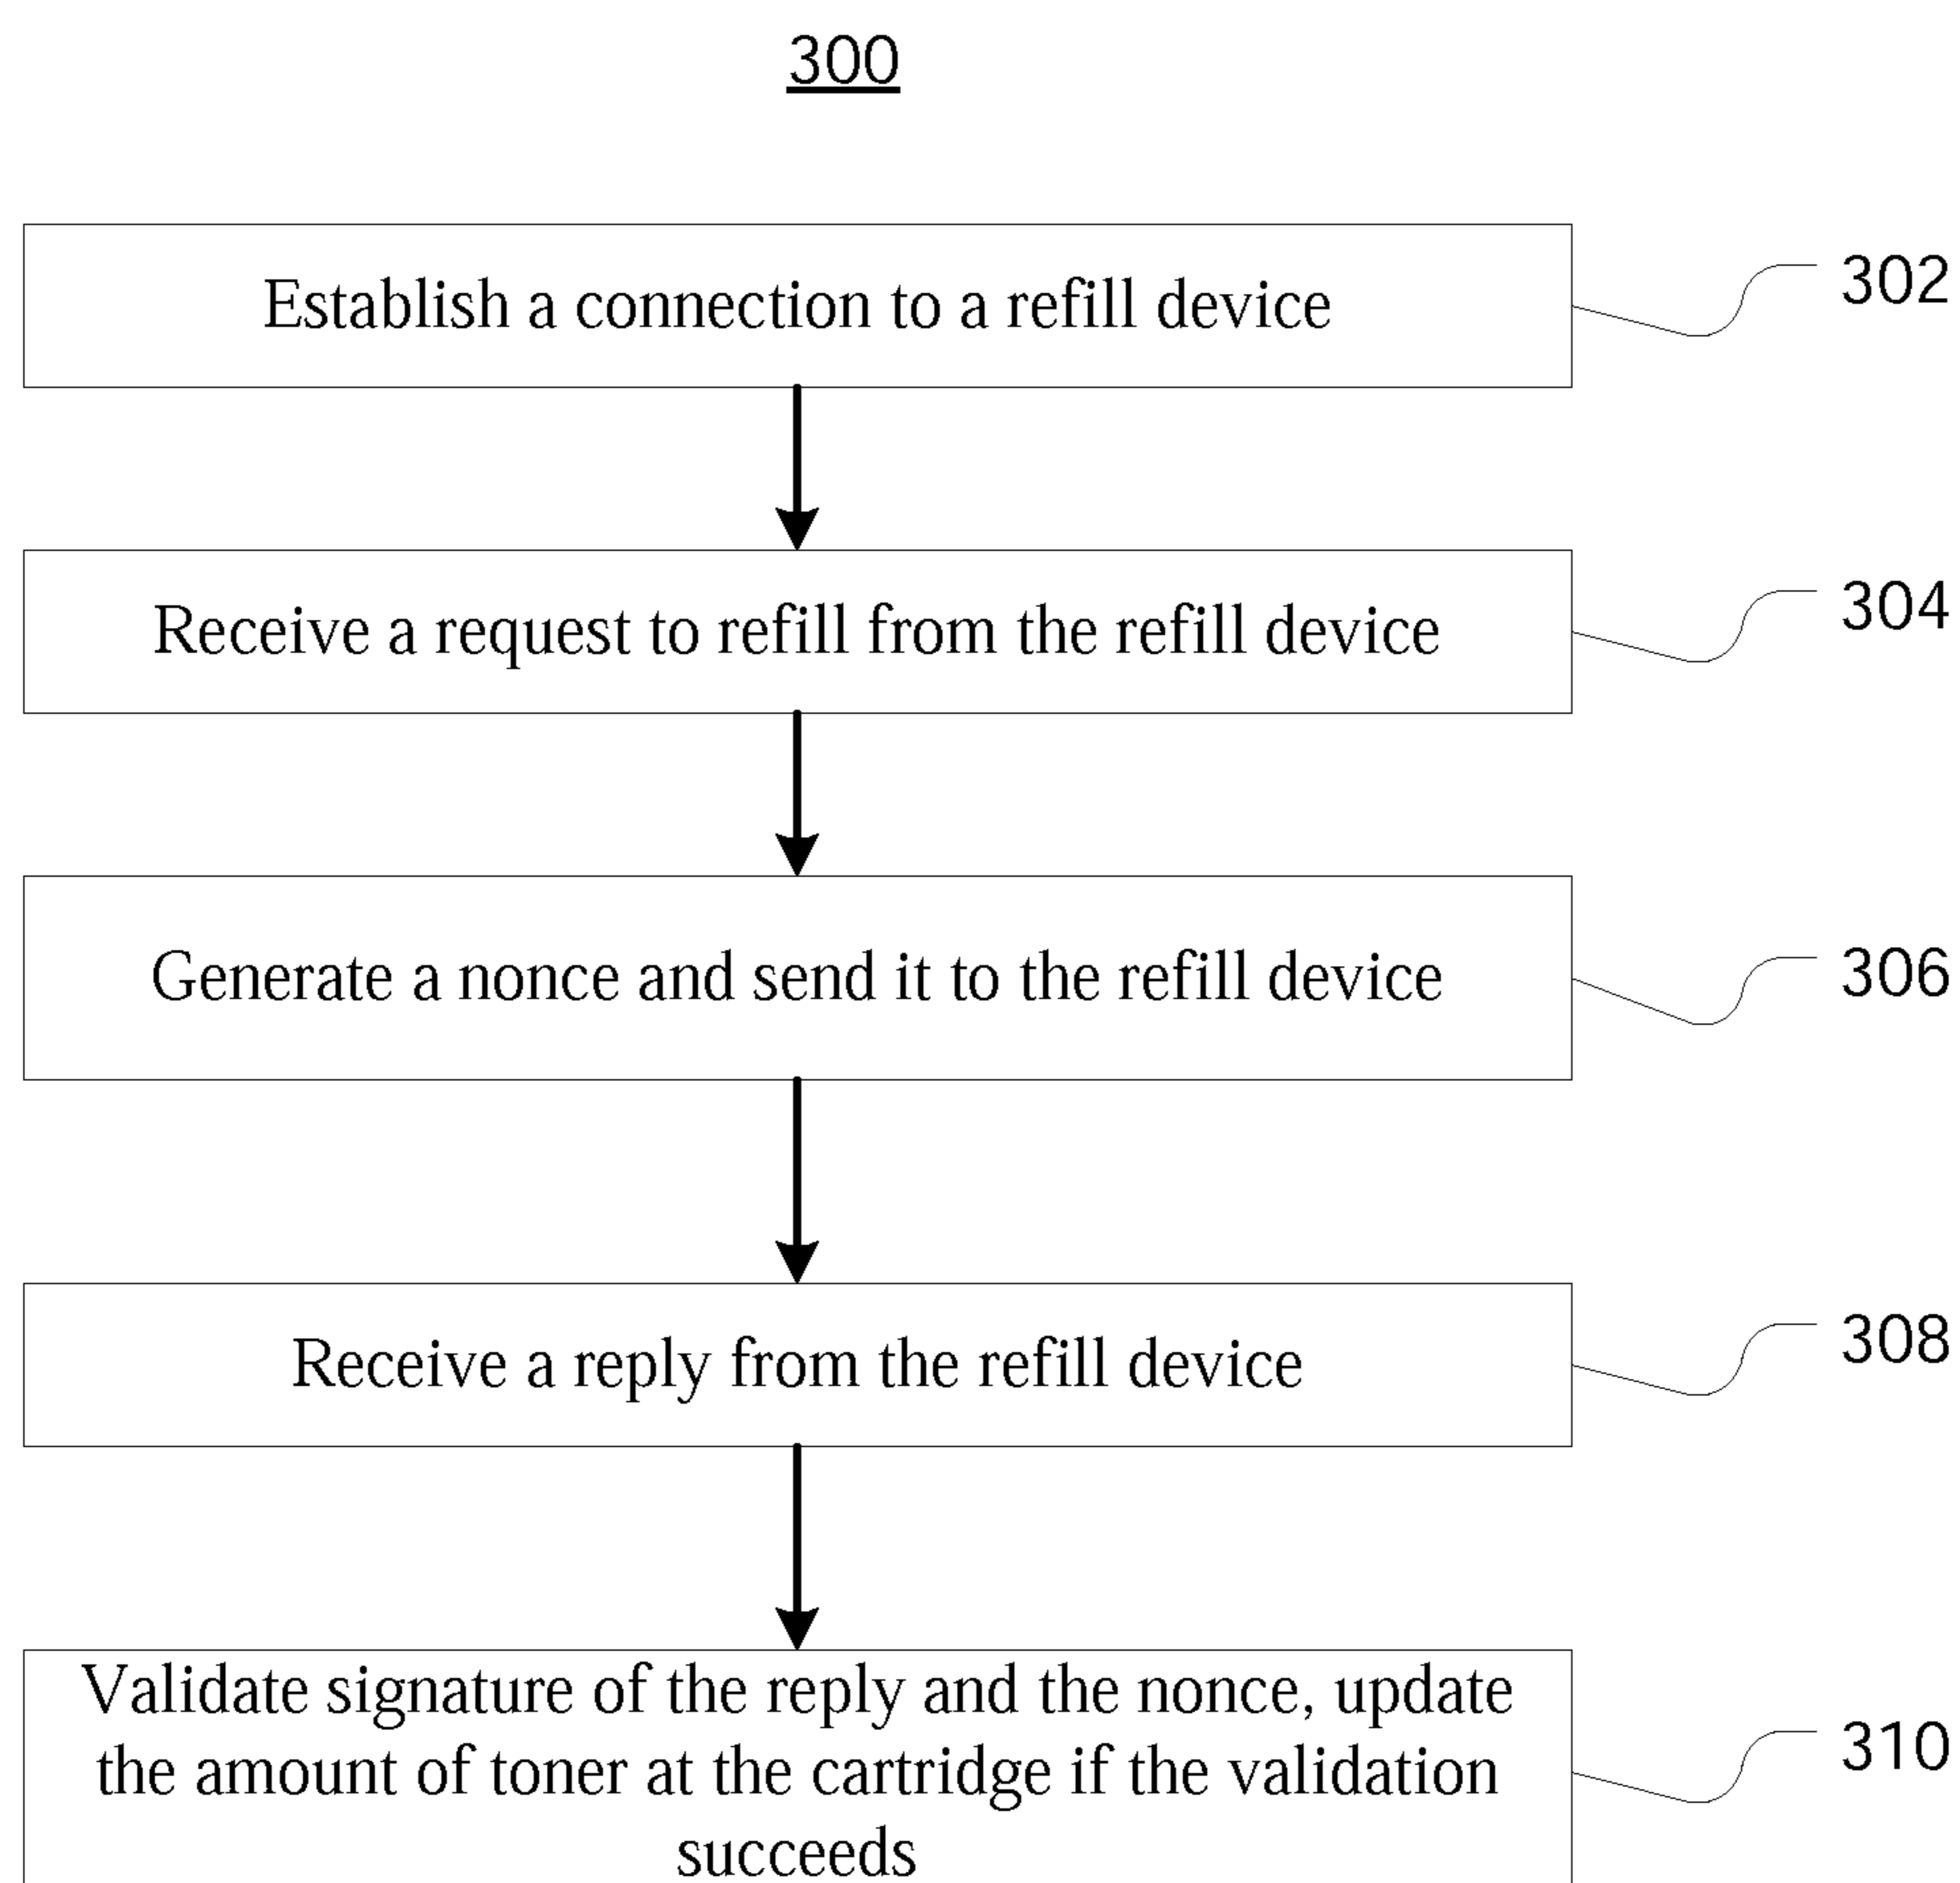 300
Establish a connection to a refill device
302
Receive a request to refill from the refill device
304
Generate a nonce and send it to the refill device
306
Receive a reply from the refill device
308
Validate signature of the reply and the nonce, update
the amount of toner at the cartridge if the validation
succeeds
310